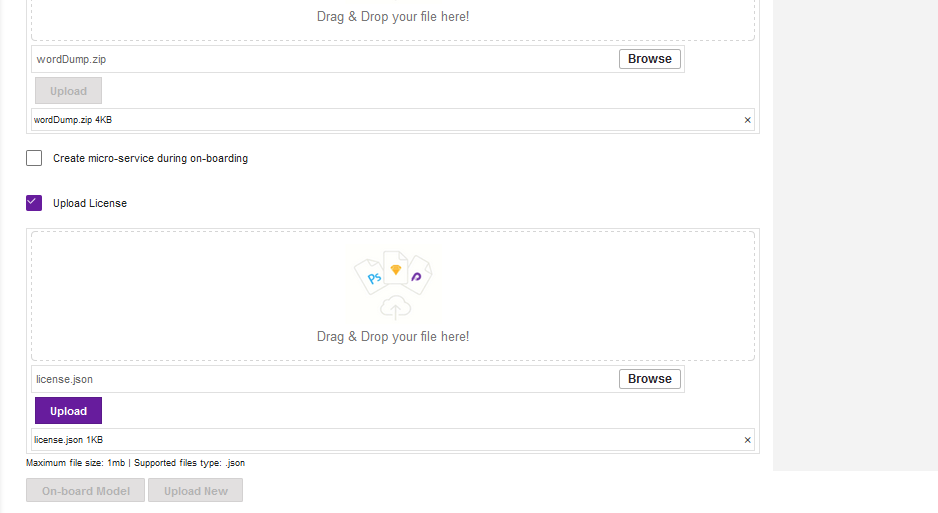 Drag & Drop your file here!
wordDump.zip
Browse
Upload
wordDump.zip 4KB ×
Create micro-service during on-boarding
Upload License
Ps
Drag & Drop your file here!
license.json
Browse
Upload
license.json 1KB ×
Maximum file size: 1mb | Supported files type: .json
On-board Model Upload New